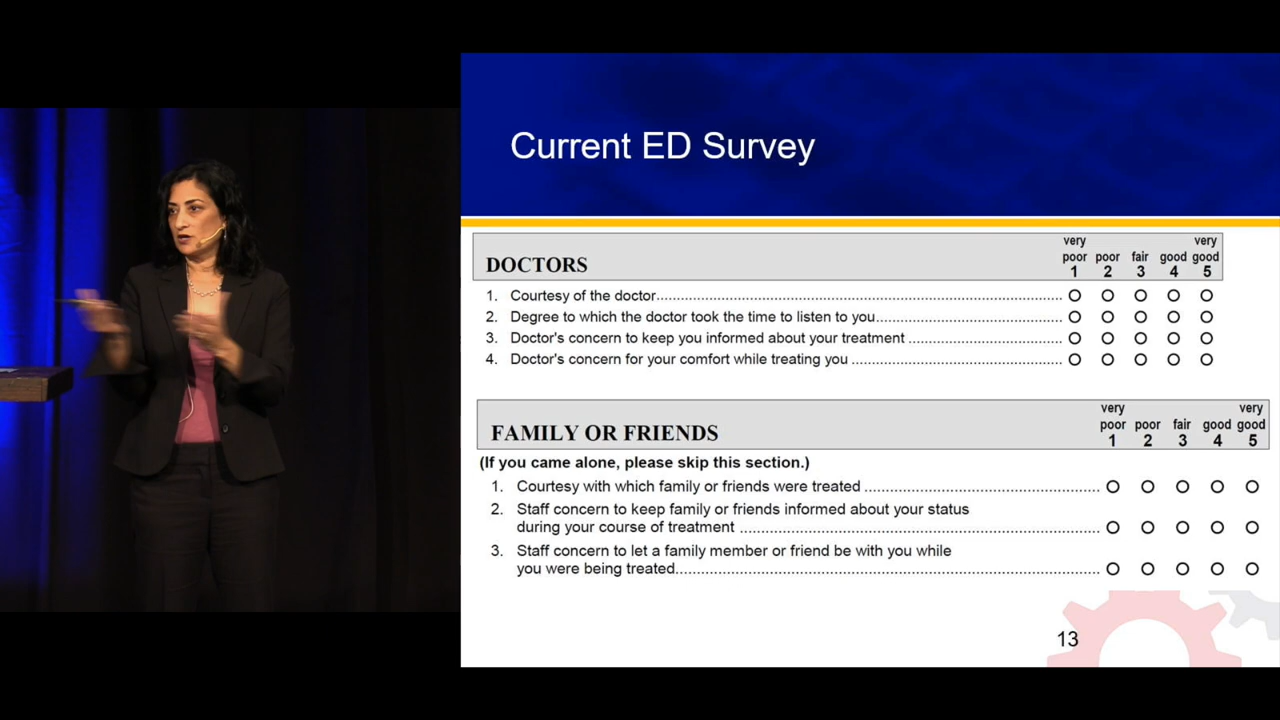 Current ED Survey
DOCTORS
very poor 1
poor 2
fair 3
good 4
very good 5
1. Courtesy of the doctor
2. Degree to which the doctor took the time to listen to you
3. Doctor's concern to keep you informed about your treatment
4. Doctor's concern for your comfort while treating you
FAMILY OR FRIENDS
very poor 1
poor 2
fair 3
good 4
very good 5
(If you came alone, please skip this section.)
1. Courtesy with which family or friends were treated
2. Staff concern to keep family or friends informed about your status
during your course of treatment
3. Staff concern to let a family member or friend be with you while
you were being treated
13